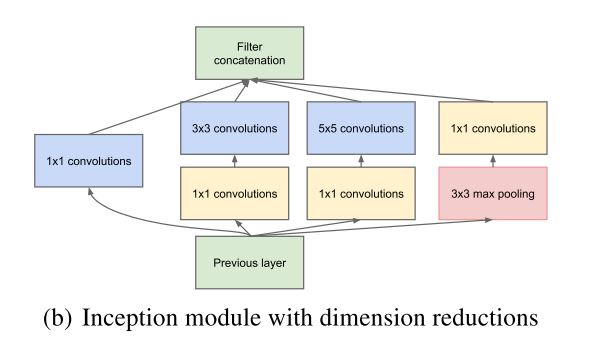 Filter
concatenation
3x3 convolutions
5x5 convolutions
1x1 convolutions
1x1 convolutions
1x1 convolutions
1x1 convolutions
3x3 max pooling
Previous layer
(b) Inception module with dimension reductions